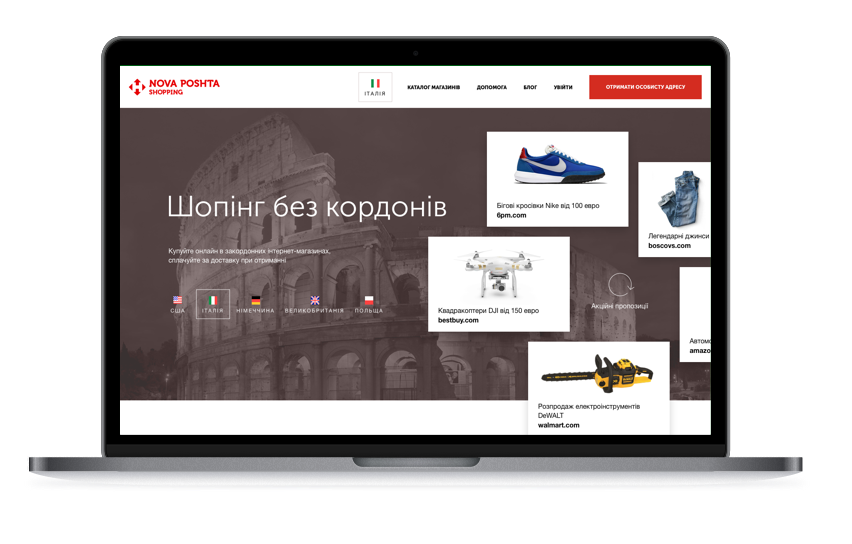 NOVA POSHTA
SHOPPING
ІТАЛІЯ
КАТАЛОГ МАГАЗИНІВ
ДОПОМОГА
БЛОГ
УВІЙТИ
ОТРИМАТИ ОСОБИСТУ АДРЕСУ
Шопінг без кордонів
Купуйте онлайн в закордонних інтернет-магазинах,
сплачуйте за доставку при отриманні
США
ІТАЛІЯ
НІМЕЧЧИНА
ВЕЛИКОБРИТАНІЯ
ПОЛЬЩА
Бігові кросівки Nike від 100 евро
6pm.com
Легендарні джинси
boscovs.com
Квадракоптери DJI від 150 евро
bestbuy.com
Акційні пропозиції
Автомо
amazo
Розпродаж електроінструментів
DeWALT
walmart.com